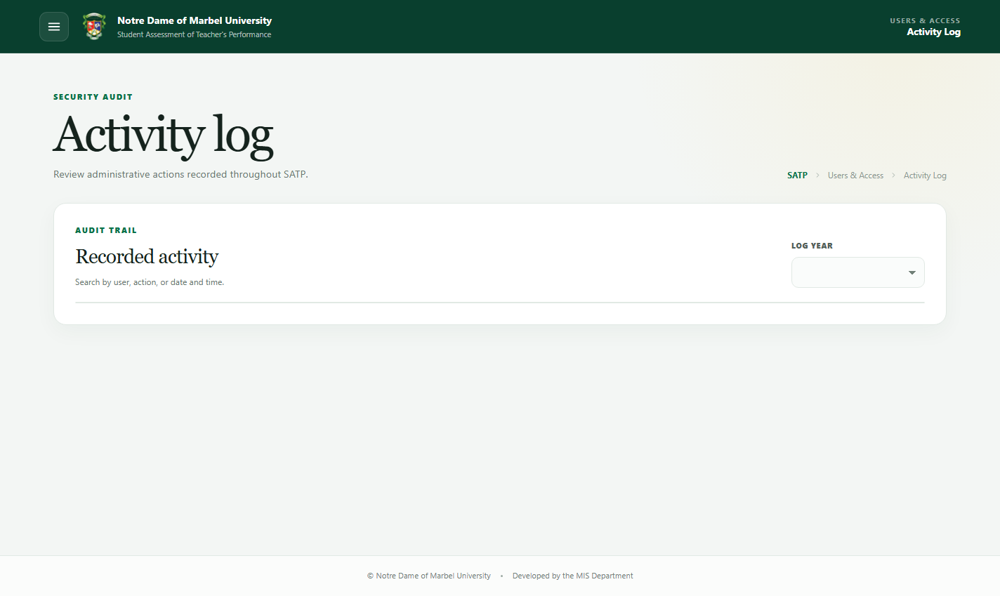 Notre Dame of Marbel University
Student Assessment of Teacher's Performance
USERS & ACCESS
Activity Log
SECURITY AUDIT
Activity log
Review administrative actions recorded throughout SATP.
SATP > Users & Access > Activity Log
AUDIT TRAIL
Recorded activity
Search by user, action, or date and time.
LOG YEAR
© Notre Dame of Marbel University • Developed by the MIS Department